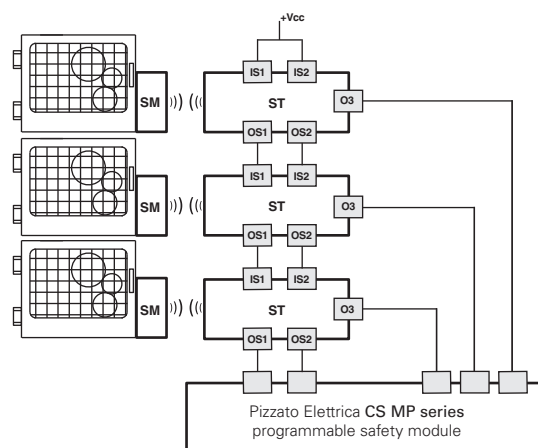 +Vcc
IS1 IS2
SM ST O3
OS1 OS2
IS1 IS2
SM ST O3
OS1 OS2
IS1 IS2
SM ST O3
OS1 OS2
Pizzato Elettrica CS MP series
programmable safety module